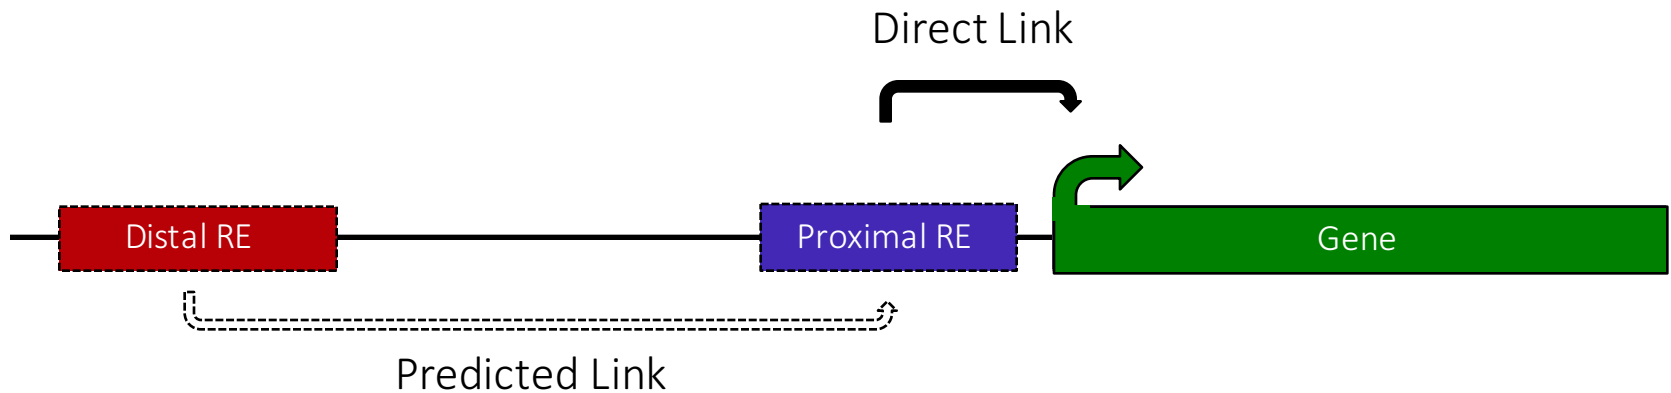 Direct Link
Distal RE
Proximal RE
Gene
Predicted Link